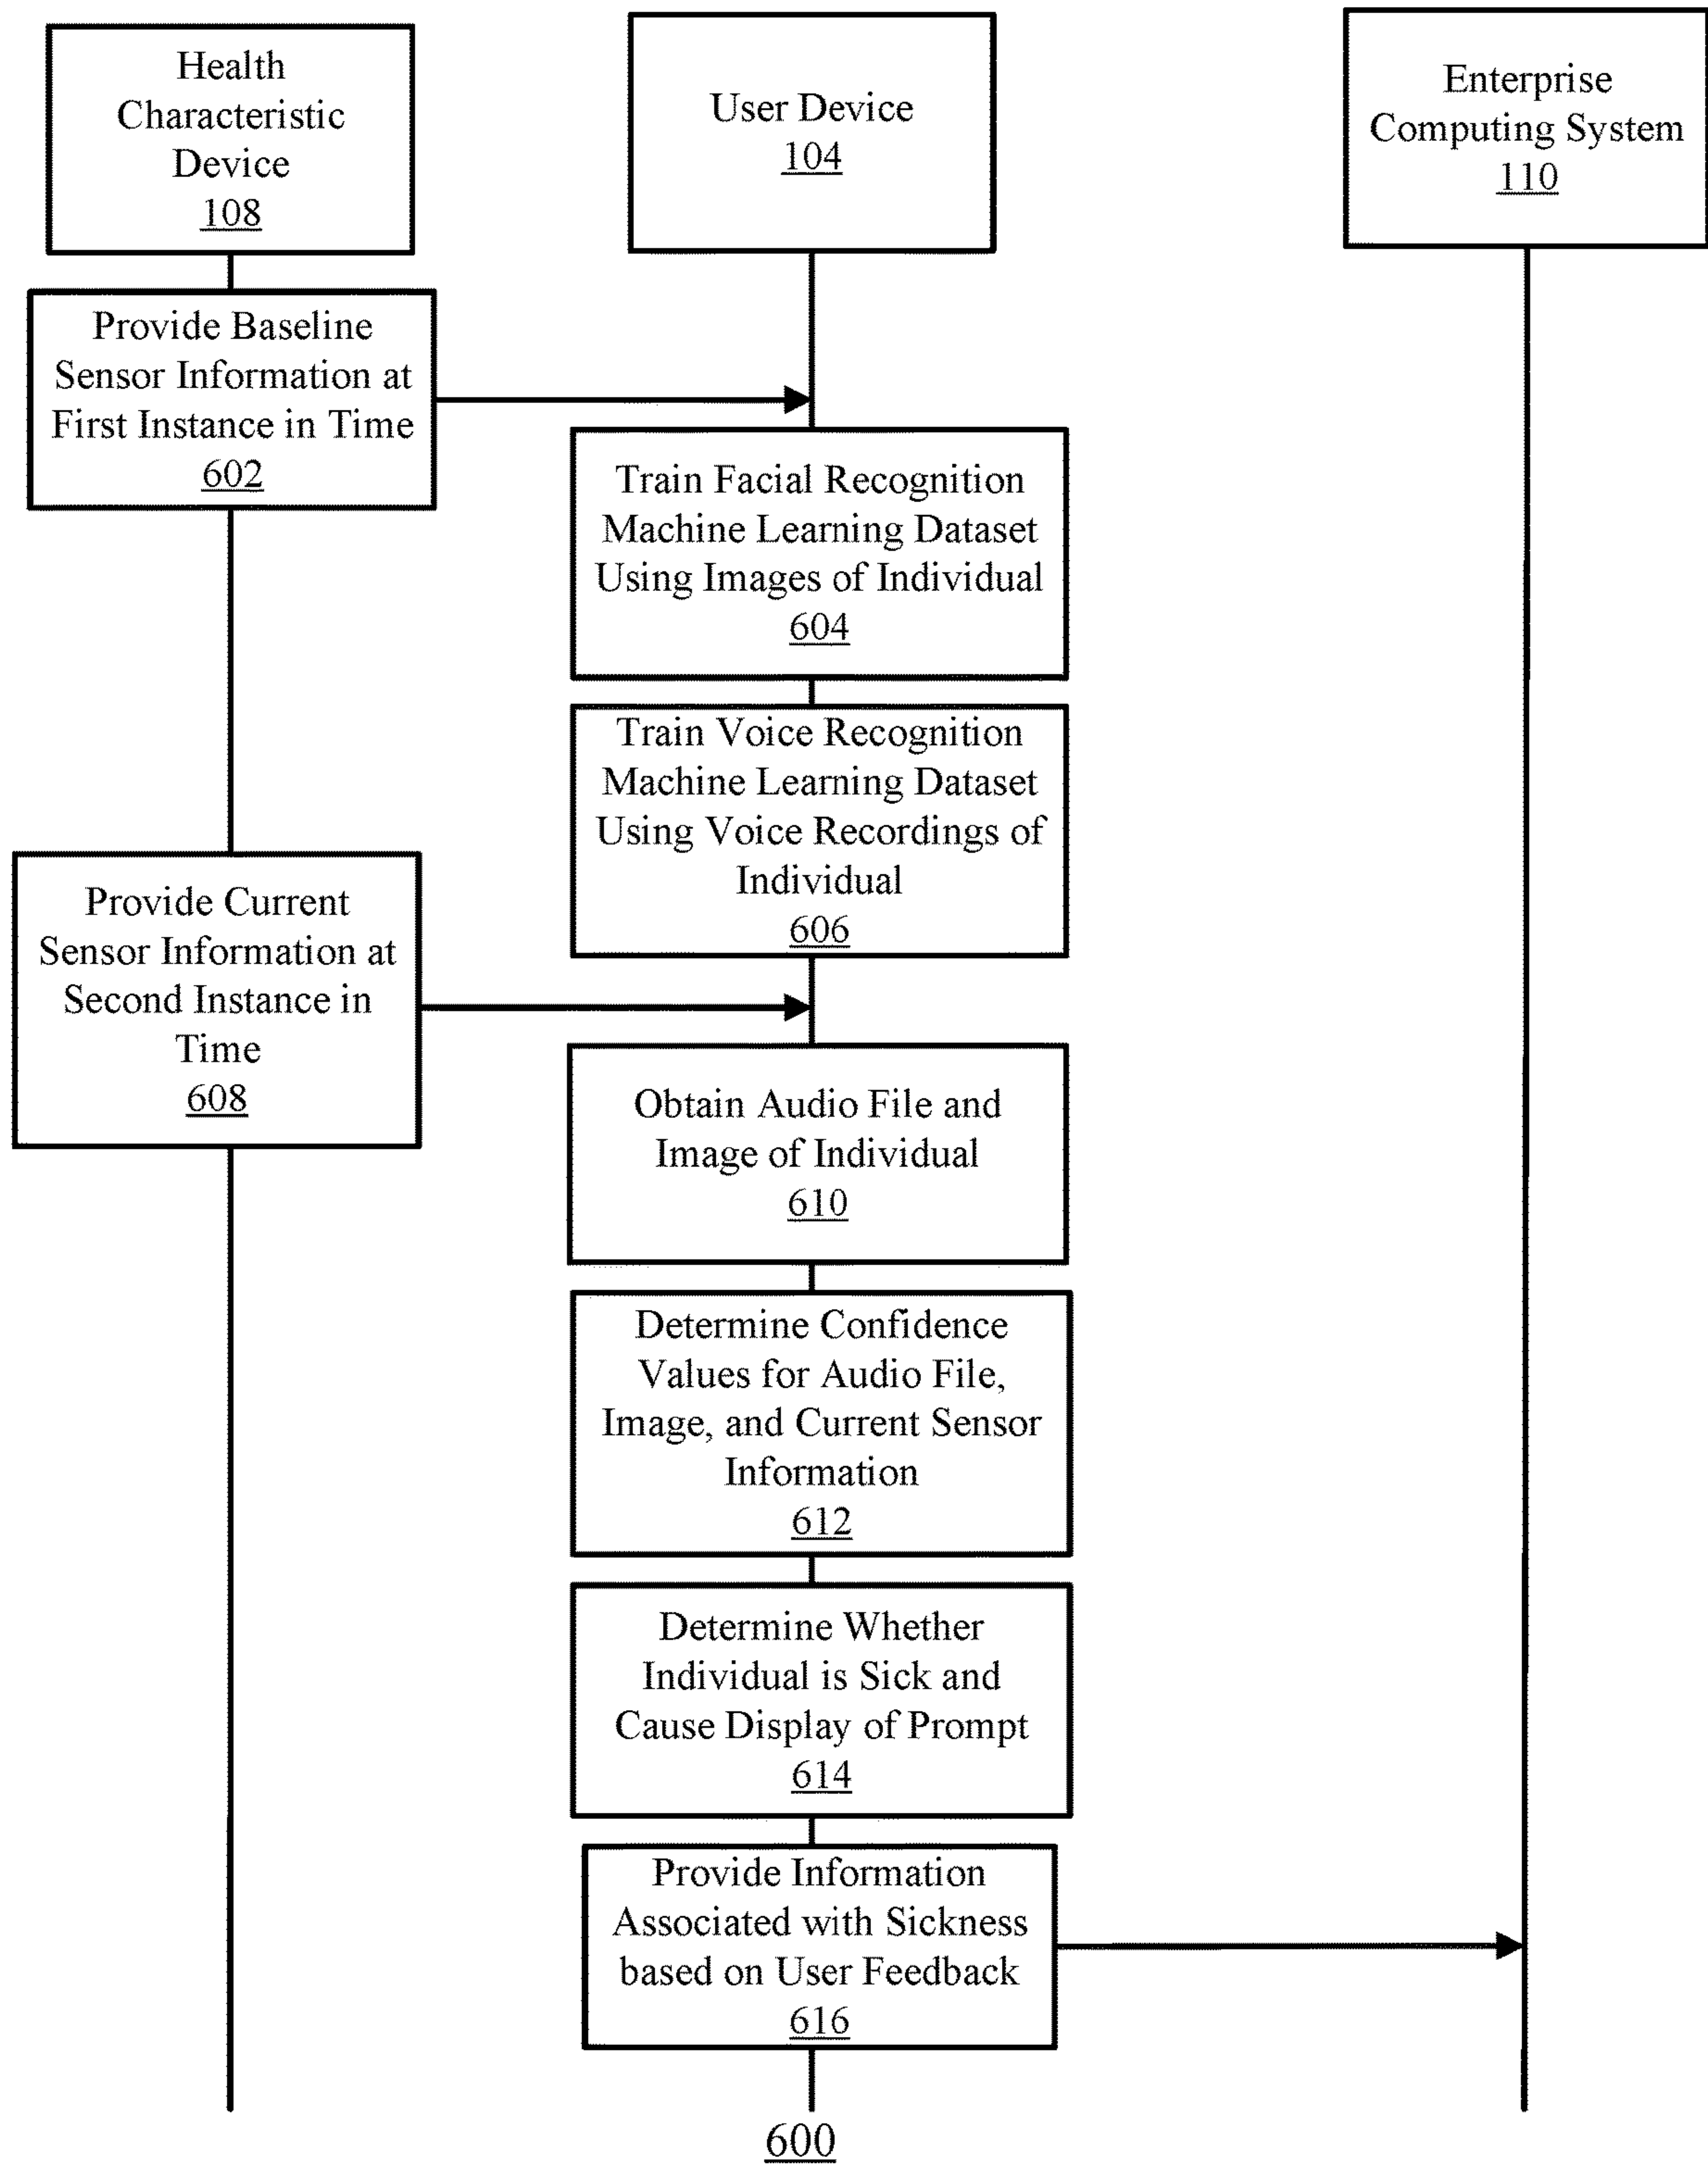 Health
Characteristic
Device
108
User Device
104
Enterprise
Computing System
110
Provide Baseline
Sensor Information at
First Instance in Time
602
Train Facial Recognition
Machine Learning Dataset
Using Images of Individual
604
Train Voice Recognition
Machine Learning Dataset
Using Voice Recordings of
Individual
606
Provide Current
Sensor Information at
Second Instance in
Time
608
Obtain Audio File and
Image of Individual
610
Determine Confidence
Values for Audio File,
Image, and Current Sensor
Information
612
Determine Whether
Individual is Sick and
Cause Display of Prompt
614
Provide Information
Associated with Sickness
based on User Feedback
616
600